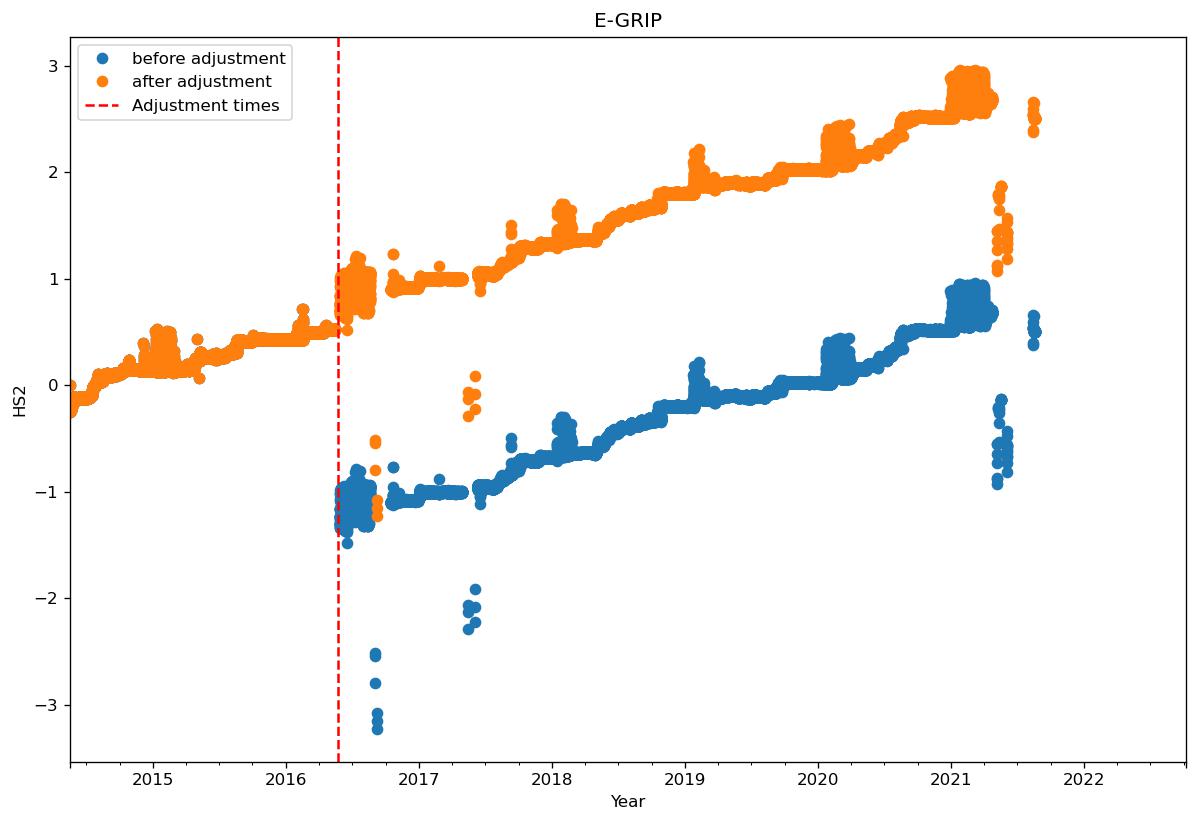 E-GRIP
before adjustment
after adjustment
Adjustment times
HS2
3
2
1
0
−1
−2
−3
2015 2016 2017 2018 2019 2020 2021 2022
Year